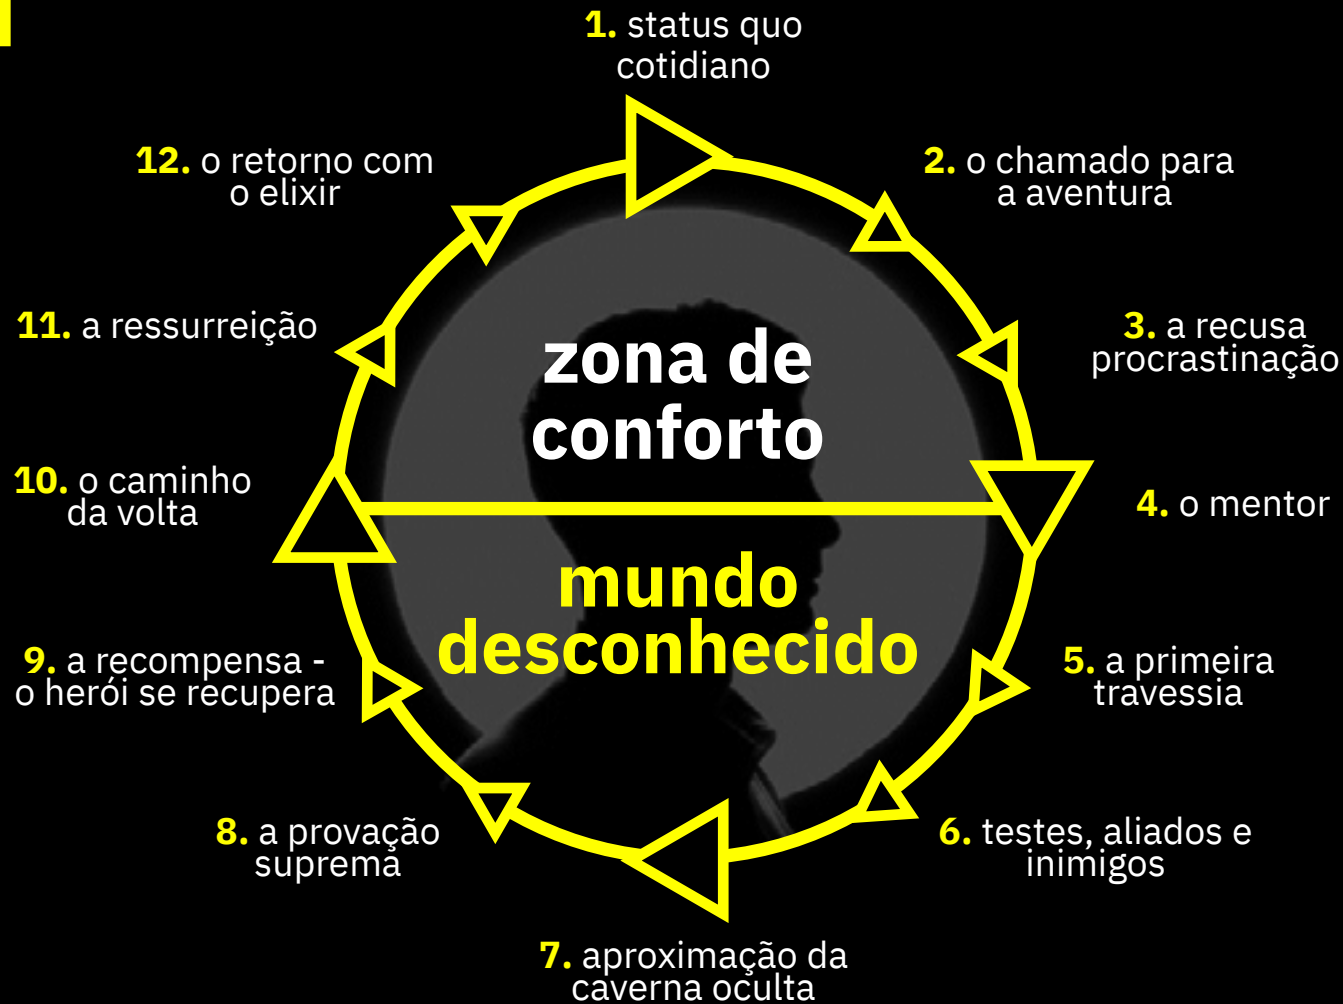 1. status quo
cotidiano
2. o chamado para
a aventura
3. a recusa
procrastinação
4. o mentor
5. a primeira
travessia
6. testes, aliados e
inimigos
7. aproximação da
caverna oculta
8. a provação
suprema
9. a recompensa -
o herói se recupera
10. o caminho
da volta
11. a ressurreição
12. o retorno com
o elixir
zona de
conforto
mundo
desconhecido